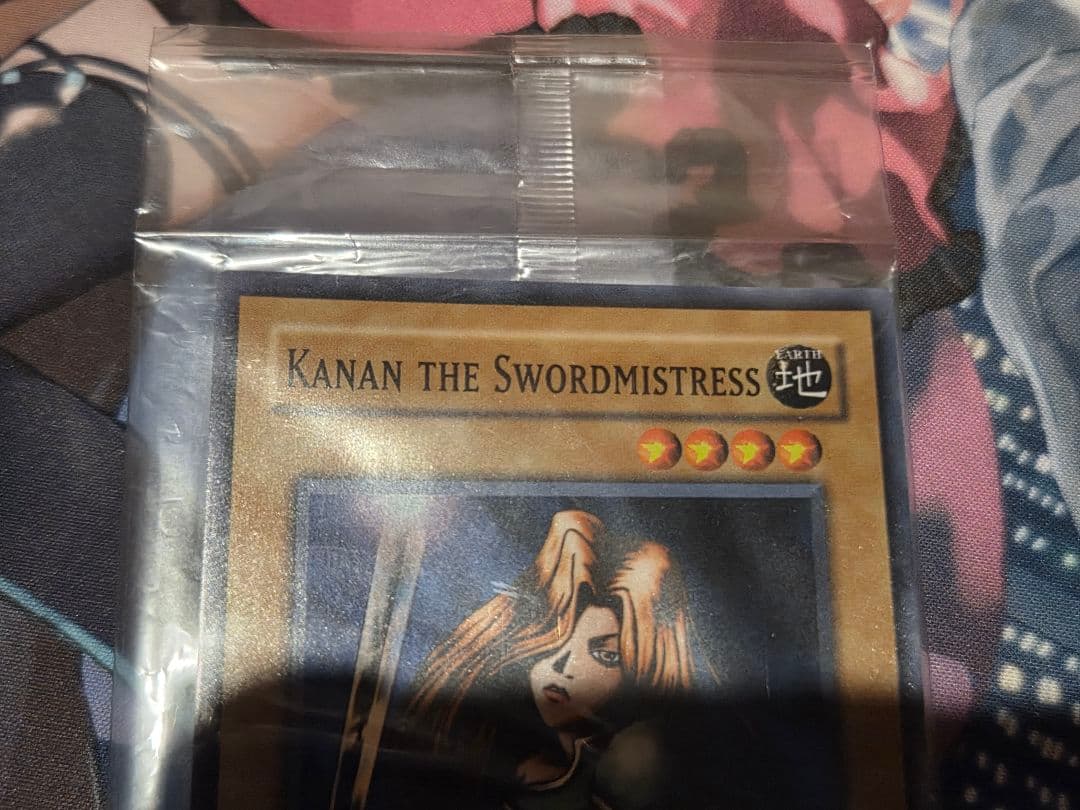 KANAN THE SWORDMISTRESS
EARTH
地